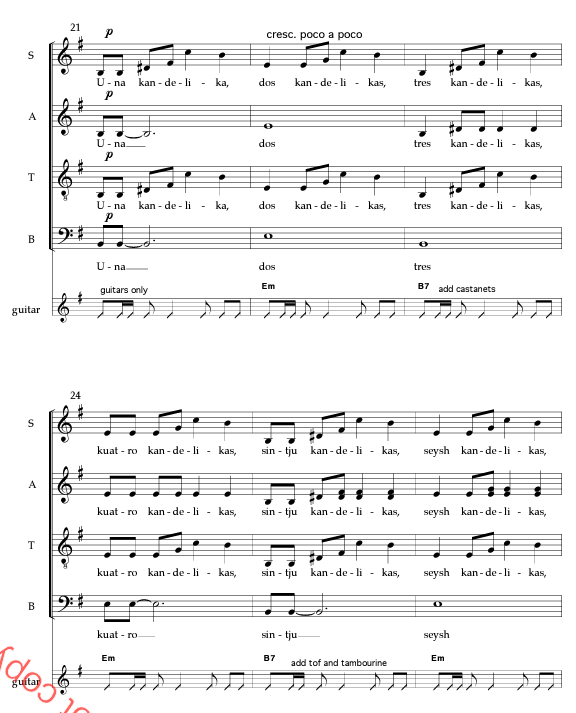 21
p
cresc. poco a poco
S
U - na kan - de - li - ka, dos kan - de - li - kas, tres kan - de - li - kas,
p
A
U - na dos tres kan - de - li - kas,
p
T
U - na kan - de - li - ka, dos kan - de - li - kas, tres kan - de - li - kas,
p
B
U - na dos tres
guitars only Em B7 add castanets
guitar
24
S
kuat - ro kan - de - li - kas, sin - tju kan - de - li - kas, seysh kan - de - li - kas,
A
kuat - ro kan - de - li - kas, sin - tju kan - de - li - kas, seysh kan - de - li - kas,
T
kuat - ro kan - de - li - kas, sin - tju kan - de - li - kas, seysh kan - de - li - kas,
B
kuat - ro sin - tju seysh
Em B7 add tof and tambourine Em
guitar